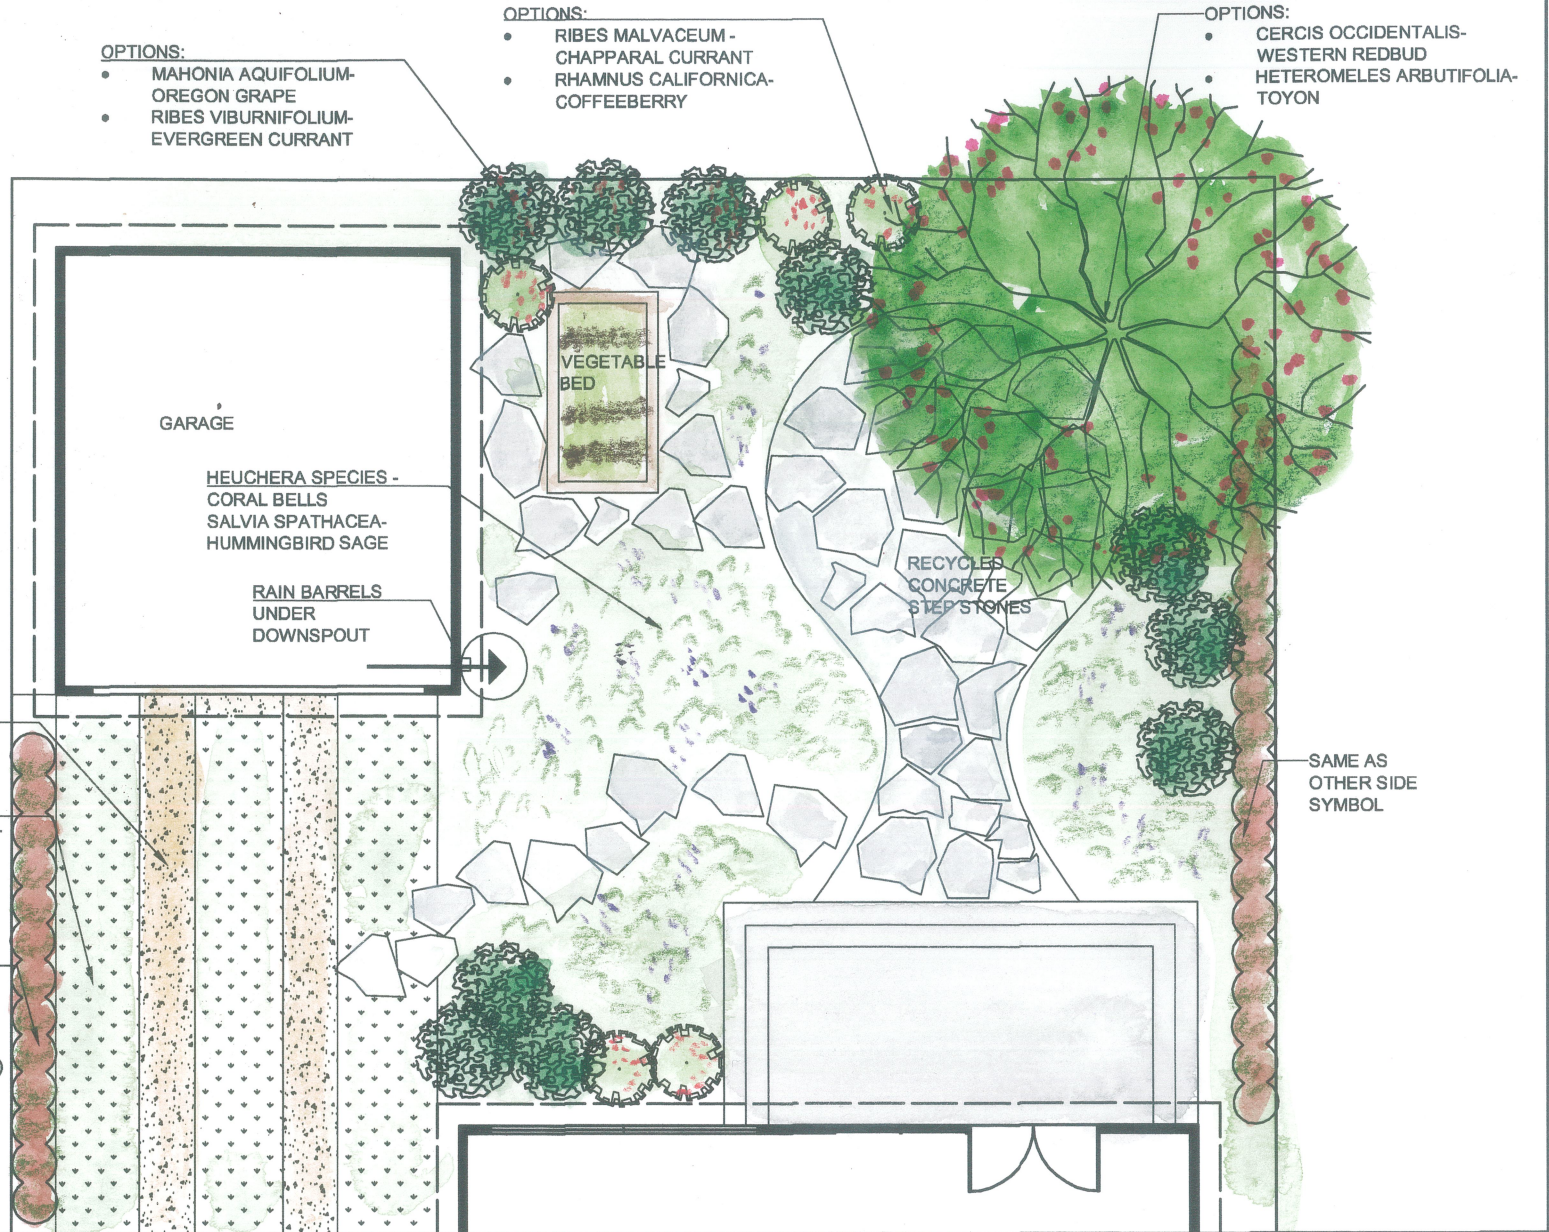 OPTIONS:
• MAHONIA AQUIFOLIUM-
OREGON GRAPE
• RIBES VIBURNIFOLIUM-
EVERGREEN CURRANT
OPTIONS:
• RIBES MALVACEUM -
CHAPPARAL CURRANT
• RHAMNUS CALIFORNICA-
COFFEEBERRY
OPTIONS:
• CERCIS OCCIDENTALIS-
WESTERN REDBUD
• HETEROMELES ARBUTIFOLIA-
TOYON
VEGETABLE
BED
GARAGE
HEUCHERA SPECIES -
CORAL BELLS
SALVIA SPATHACEA-
HUMMINGBIRD SAGE
RECYCLED
CONCRETE
STEP STONES
RAIN BARRELS
UNDER
DOWNSPOUT
SAME AS
OTHER SIDE
SYMBOL